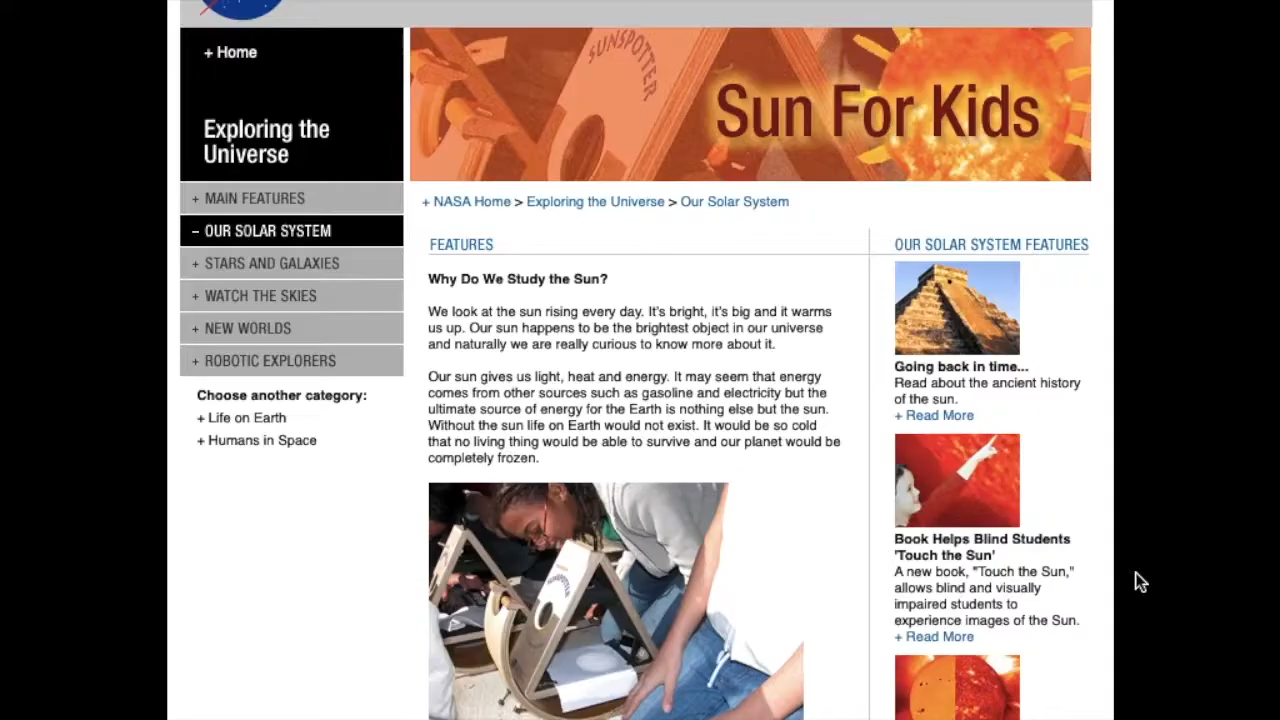 + Home
Exploring the
Universe
+ MAIN FEATURES
– OUR SOLAR SYSTEM
+ STARS AND GALAXIES
+ WATCH THE SKIES
+ NEW WORLDS
+ ROBOTIC EXPLORERS
Choose another category:
+ Life on Earth
+ Humans in Space
SUNSPOTTER
Sun For Kids
+ NASA Home > Exploring the Universe > Our Solar System
FEATURES
Why Do We Study the Sun?
We look at the sun rising every day. It's bright, it's big and it warms
us up. Our sun happens to be the brightest object in our universe
and naturally we are really curious to know more about it.
Our sun gives us light, heat and energy. It may seem that energy
comes from other sources such as gasoline and electricity but the
ultimate source of energy for the Earth is nothing else but the sun.
Without the sun life on Earth would not exist. It would be so cold
that no living thing would be able to survive and our planet would be
completely frozen.
SUNSPOTTER
OUR SOLAR SYSTEM FEATURES
Going back in time...
Read about the ancient history
of the sun.
+ Read More
Book Helps Blind Students
'Touch the Sun'
A new book, "Touch the Sun,"
allows blind and visually
impaired students to
experience images of the Sun.
+ Read More